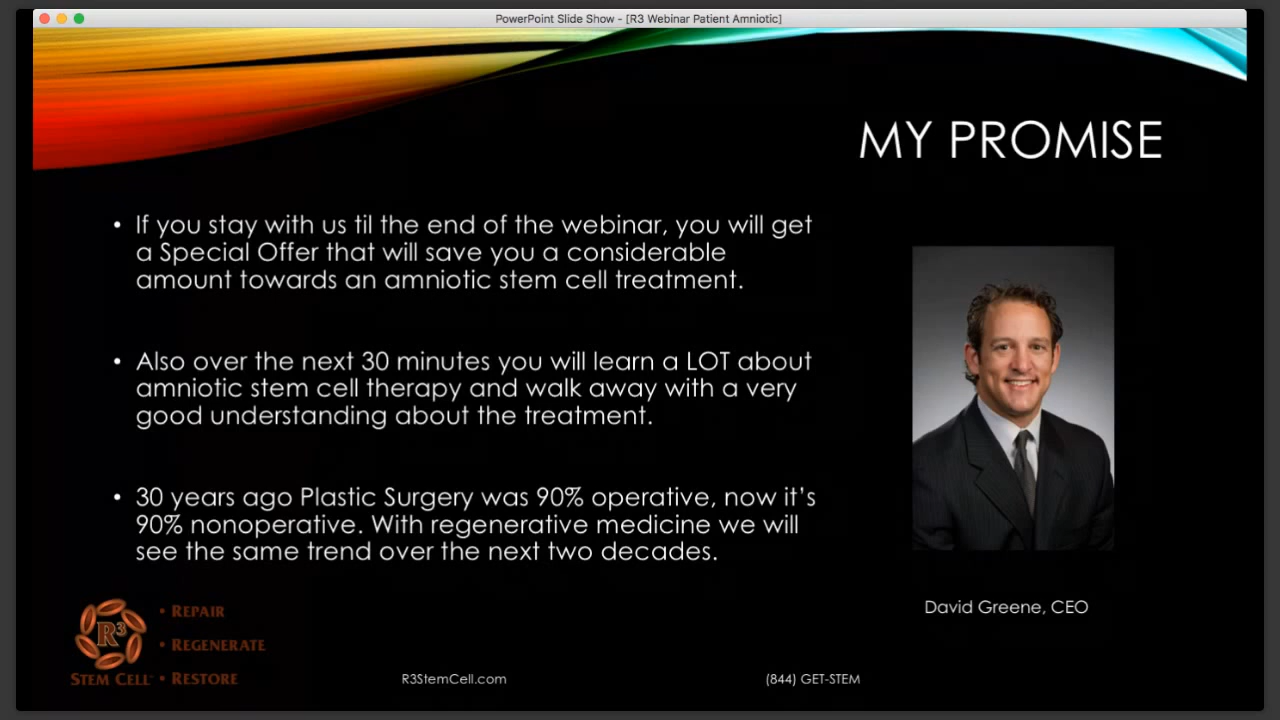 PowerPoint Slide Show - [R3 Webinar Patient Amniotic]
MY PROMISE
• If you stay with us til the end of the webinar, you will get
a Special Offer that will save you a considerable
amount towards an amniotic stem cell treatment.
• Also over the next 30 minutes you will learn a LOT about
amniotic stem cell therapy and walk away with a very
good understanding about the treatment.
• 30 years ago Plastic Surgery was 90% operative, now it's
90% nonoperative. With regenerative medicine we will
see the same trend over the next two decades.
David Greene, CEO
R³
STEM CELL
• REPAIR
• REGENERATE
• RESTORE
R3StemCell.com
(844) GET-STEM